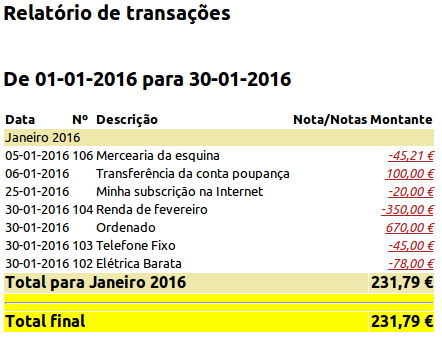 Relatório de transações
De 01-01-2016 para 30-01-2016
Data Nº Descrição Nota/Notas Montante
Janeiro 2016
05-01-2016 106 Mercearia da esquina -45,21 €
06-01-2016 Transferência da conta poupança 100,00 €
25-01-2016 Minha subscrição na Internet -20,00 €
30-01-2016 104 Renda de fevereiro -350,00 €
30-01-2016 Ordenado 670,00 €
30-01-2016 103 Telefone Fixo -45,00 €
30-01-2016 102 Elétrica Barata -78,00 €
Total para Janeiro 2016 231,79 €
Total final 231,79 €